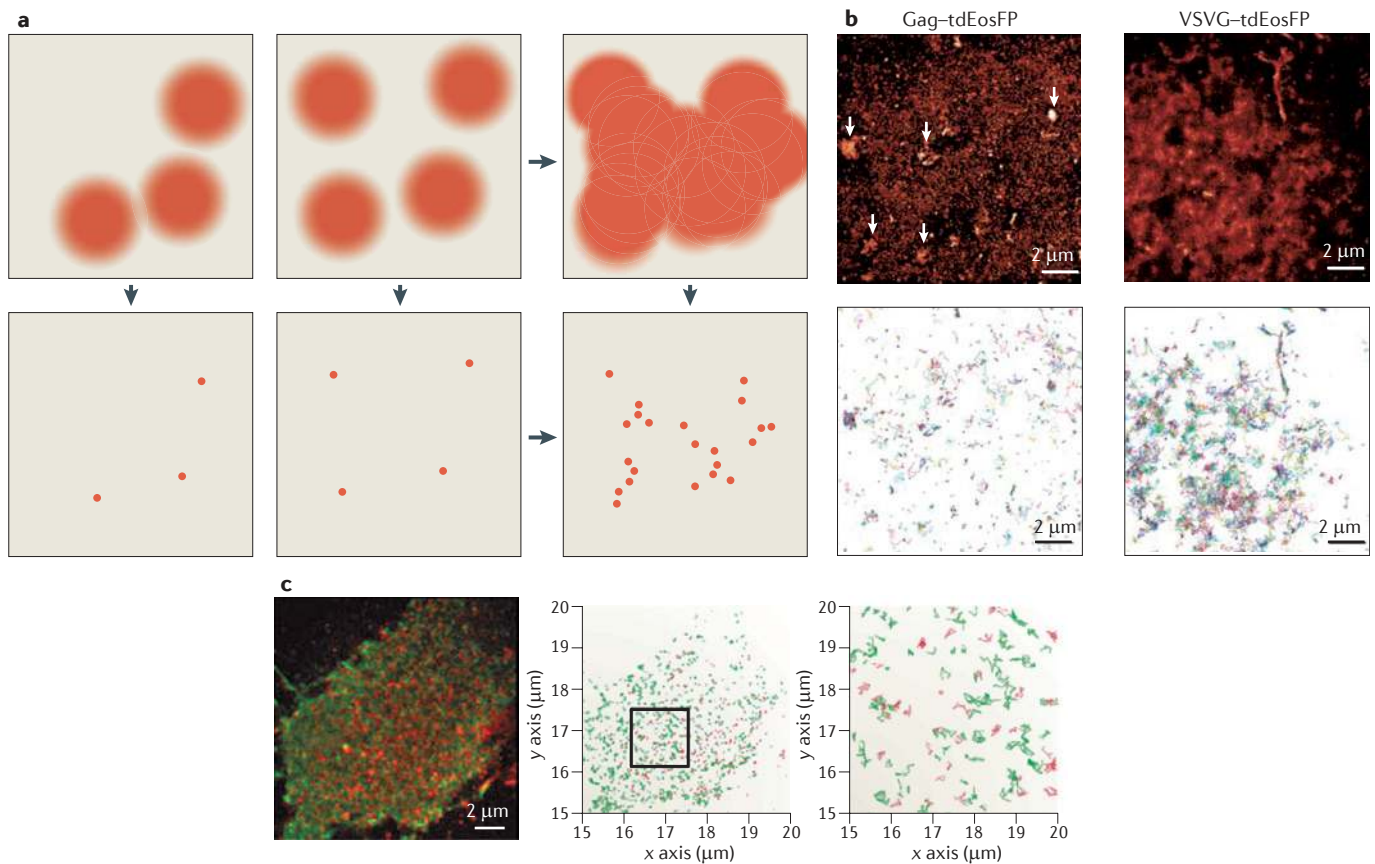 a
b
Gag–tdEosFP
VSVG–tdEosFP
2 μm
2 μm
2 μm
2 μm
c
2 μm
20
19
18
17
16
15
y axis (μm)
15 16 17 18 19 20
x axis (μm)
20
19
18
17
16
15
y axis (μm)
15 16 17 18 19 20
x axis (μm)